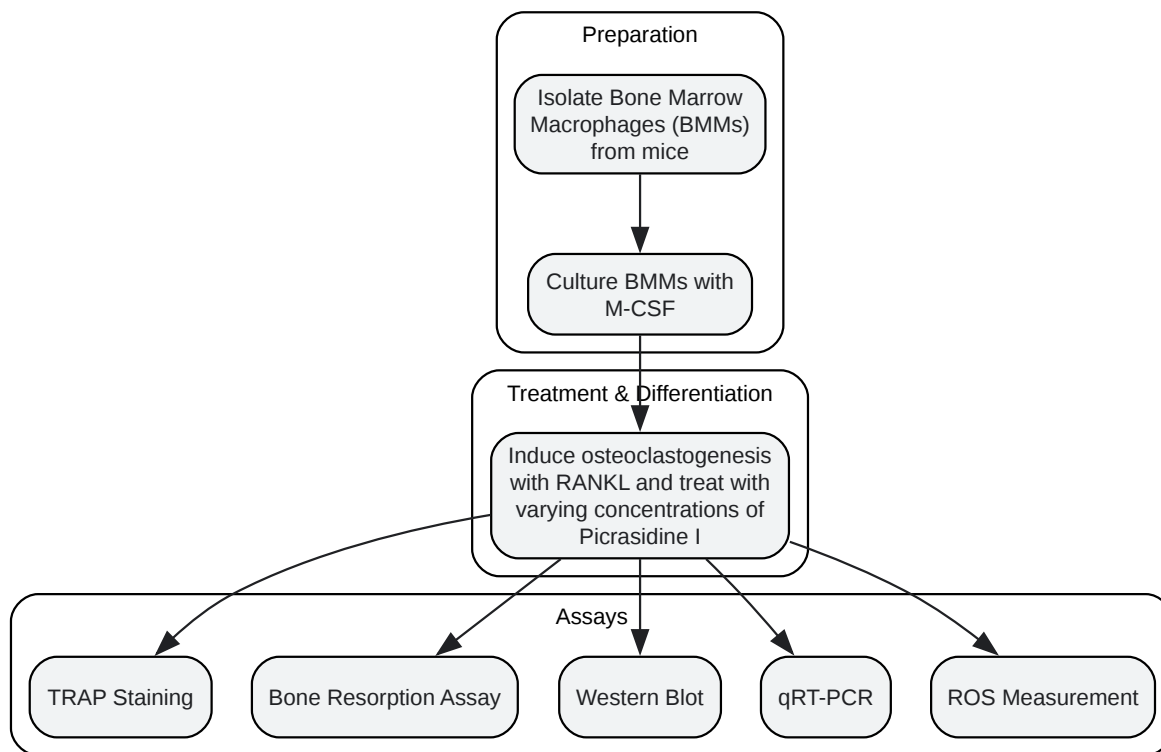 Preparation
Isolate Bone Marrow
Macrophages (BMMs)
from mice
Culture BMMs with
M-CSF
Treatment & Differentiation
Induce osteoclastogenesis
with RANKL and treat with
varying concentrations of
Picrasidine I
Assays
TRAP Staining
Bone Resorption Assay
Western Blot
qRT-PCR
ROS Measurement